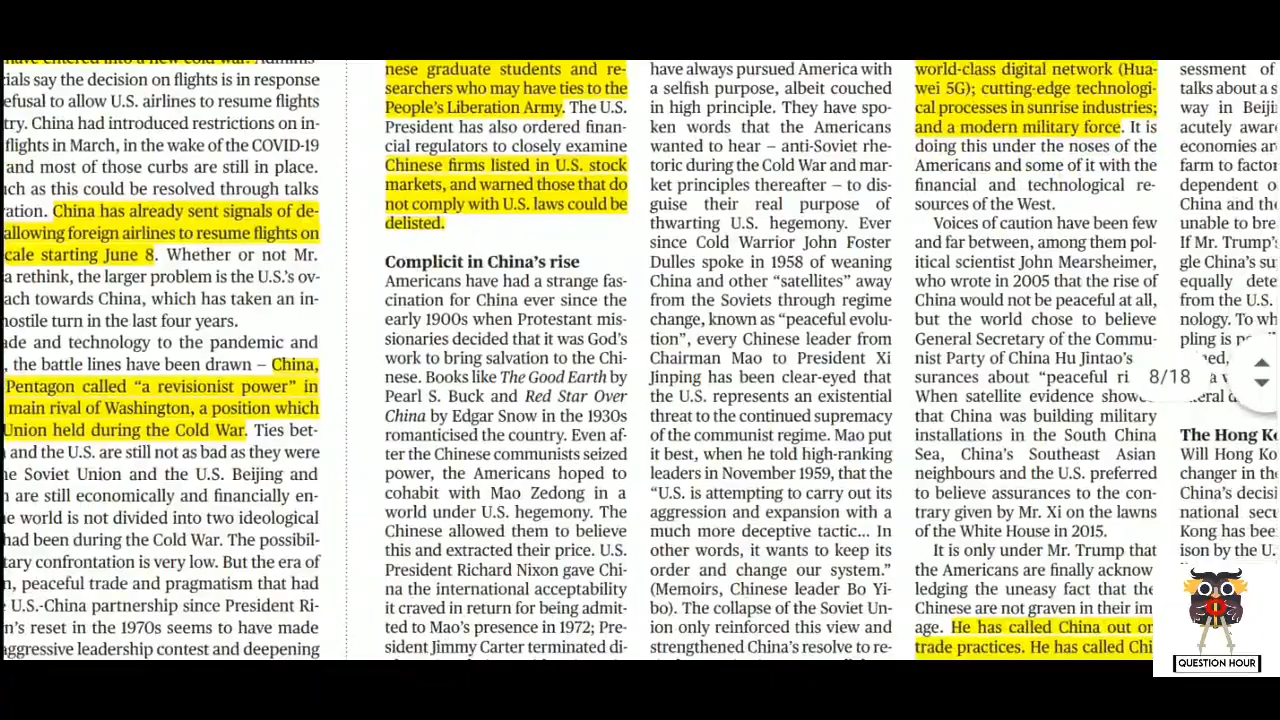 have entered into a new cold war. Adminis-
ials say the decision on flights is in response
efusal to allow U.S. airlines to resume flights
try. China had introduced restrictions on in-
flights in March, in the wake of the COVID-19
and most of those curbs are still in place.
ch as this could be resolved through talks
ation. China has already sent signals of de-
allowing foreign airlines to resume flights on
cale starting June 8. Whether or not Mr.
a rethink, the larger problem is the U.S.'s ov-
ach towards China, which has taken an in-
ostile turn in the last four years.
de and technology to the pandemic and
, the battle lines have been drawn – China,
Pentagon called "a revisionist power" in
main rival of Washington, a position which
Union held during the Cold War. Ties bet-
and the U.S. are still not as bad as they were
e Soviet Union and the U.S. Beijing and
are still economically and financially en-
e world is not divided into two ideological
had been during the Cold War. The possibil-
tary confrontation is very low. But the era of
n, peaceful trade and pragmatism that had
U.S.-China partnership since President Ri-
n's reset in the 1970s seems to have made
aggressive leadership contest and deepening
nese graduate students and re-
searchers who may have ties to the
People's Liberation Army. The U.S.
President has also ordered finan-
cial regulators to closely examine
Chinese firms listed in U.S. stock
markets, and warned those that do
not comply with U.S. laws could be
delisted.
Complicit in China's rise
Americans have had a strange fas-
cination for China ever since the
early 1900s when Protestant mis-
sionaries decided that it was God's
work to bring salvation to the Chi-
nese. Books like The Good Earth by
Pearl S. Buck and Red Star Over
China by Edgar Snow in the 1930s
romanticised the country. Even af-
ter the Chinese communists seized
power, the Americans hoped to
cohabit with Mao Zedong in a
world under U.S. hegemony. The
Chinese allowed them to believe
this and extracted their price. U.S.
President Richard Nixon gave Chi-
na the international acceptability
it craved in return for being admit-
ted to Mao's presence in 1972; Pre-
sident Jimmy Carter terminated di-
have always pursued America with
a selfish purpose, albeit couched
in high principle. They have spo-
ken words that the Americans
wanted to hear – anti-Soviet rhe-
toric during the Cold War and mar-
ket principles thereafter – to dis-
guise their real purpose of
thwarting U.S. hegemony. Ever
since Cold Warrior John Foster
Dulles spoke in 1958 of weaning
China and other "satellites" away
from the Soviets through regime
change, known as "peaceful evolu-
tion", every Chinese leader from
Chairman Mao to President Xi
Jinping has been clear-eyed that
the U.S. represents an existential
threat to the continued supremacy
of the communist regime. Mao put
it best, when he told high-ranking
leaders in November 1959, that the
"U.S. is attempting to carry out its
aggression and expansion with a
much more deceptive tactic... In
other words, it wants to keep its
order and change our system."
(Memoirs, Chinese leader Bo Yi-
bo). The collapse of the Soviet Un-
ion only reinforced this view and
strengthened China's resolve to re-
world-class digital network (Hua-
wei 5G); cutting-edge technologi-
cal processes in sunrise industries;
and a modern military force. It is
doing this under the noses of the
Americans and some of it with the
financial and technological re-
sources of the West.
Voices of caution have been few
and far between, among them pol-
itical scientist John Mearsheimer,
who wrote in 2005 that the rise of
China would not be peaceful at all,
but the world chose to believe
General Secretary of the Commu-
nist Party of China Hu Jintao's
surances about "peaceful ri
When satellite evidence showe
that China was building military
installations in the South China
Sea, China's Southeast Asian
neighbours and the U.S. preferred
to believe assurances to the con-
trary given by Mr. Xi on the lawns
of the White House in 2015.
It is only under Mr. Trump that
the Americans are finally acknow
ledging the uneasy fact that the
Chinese are not graven in their im
age. He has called China out on
trade practices. He has called Chi
sessment of
talks about a s
way in Beiji
acutely awar
economies ar
farm to factor
dependent o
China and the
unable to bre
If Mr. Trump's
gle China's su
equally dete
from the U.S.
nology. To wh
pling is
8/18
The Hong Ko
Will Hong Ko
changer in the
China's decisi
national secu
Kong has bee
ison by the U.
QUESTION HOUR